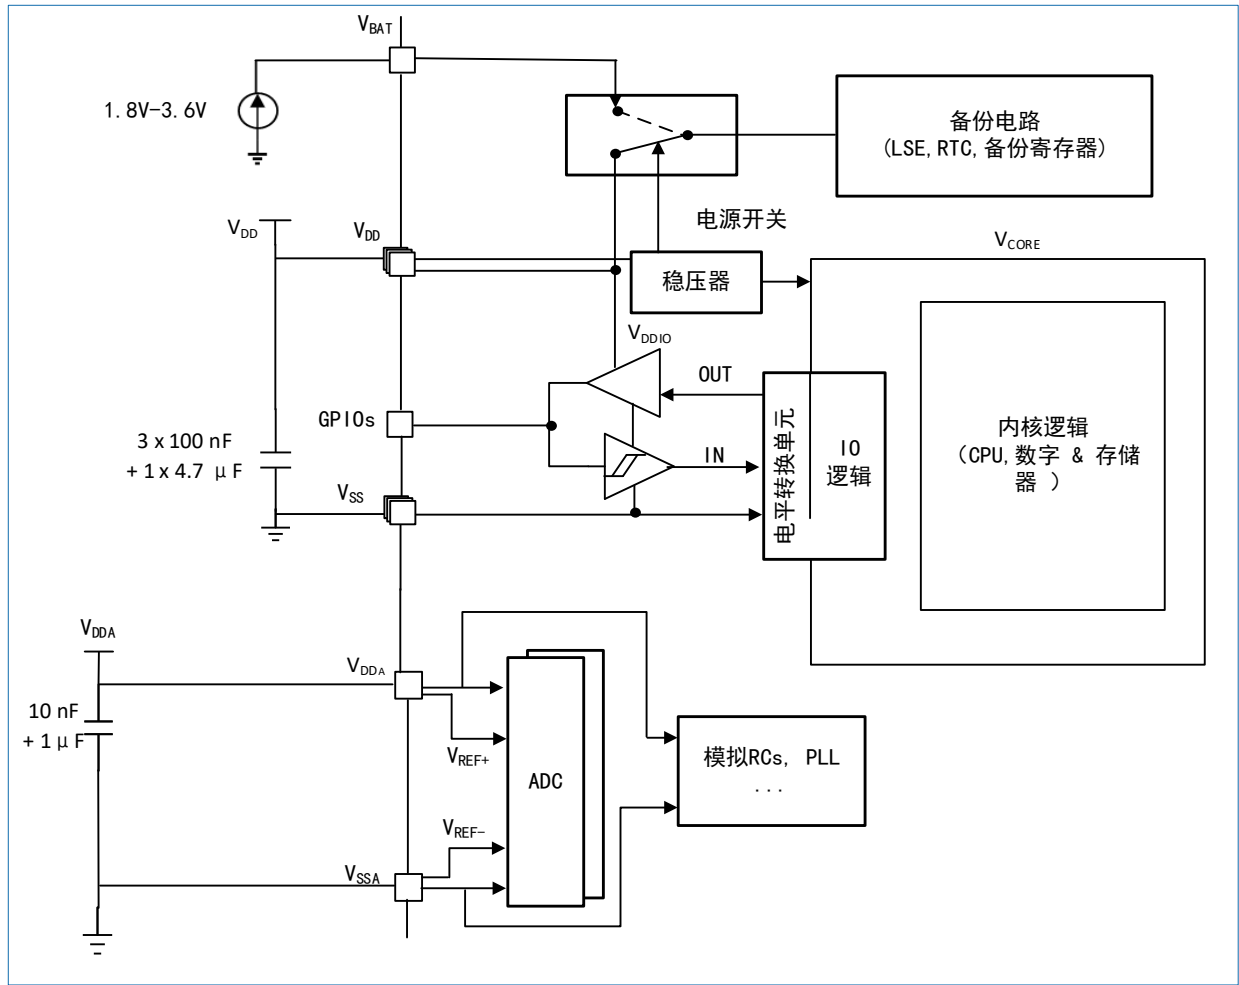 VBAT
1.8V-3.6V
备份电路
(LSE,RTC,备份寄存器)
电源开关
VDD
VDD
VCORE
稳压器
VDDIO
OUT
GPIOs
3 x 100 nF
+ 1 x 4.7 μF
IN
电平转换单元
IO
逻辑
内核逻辑
(CPU,数字 & 存储
器 )
VSS
VDDA
VDDA
10 nF
+ 1 μF
VREF+
ADC
模拟RCs, PLL
...
VREF-
VSSA